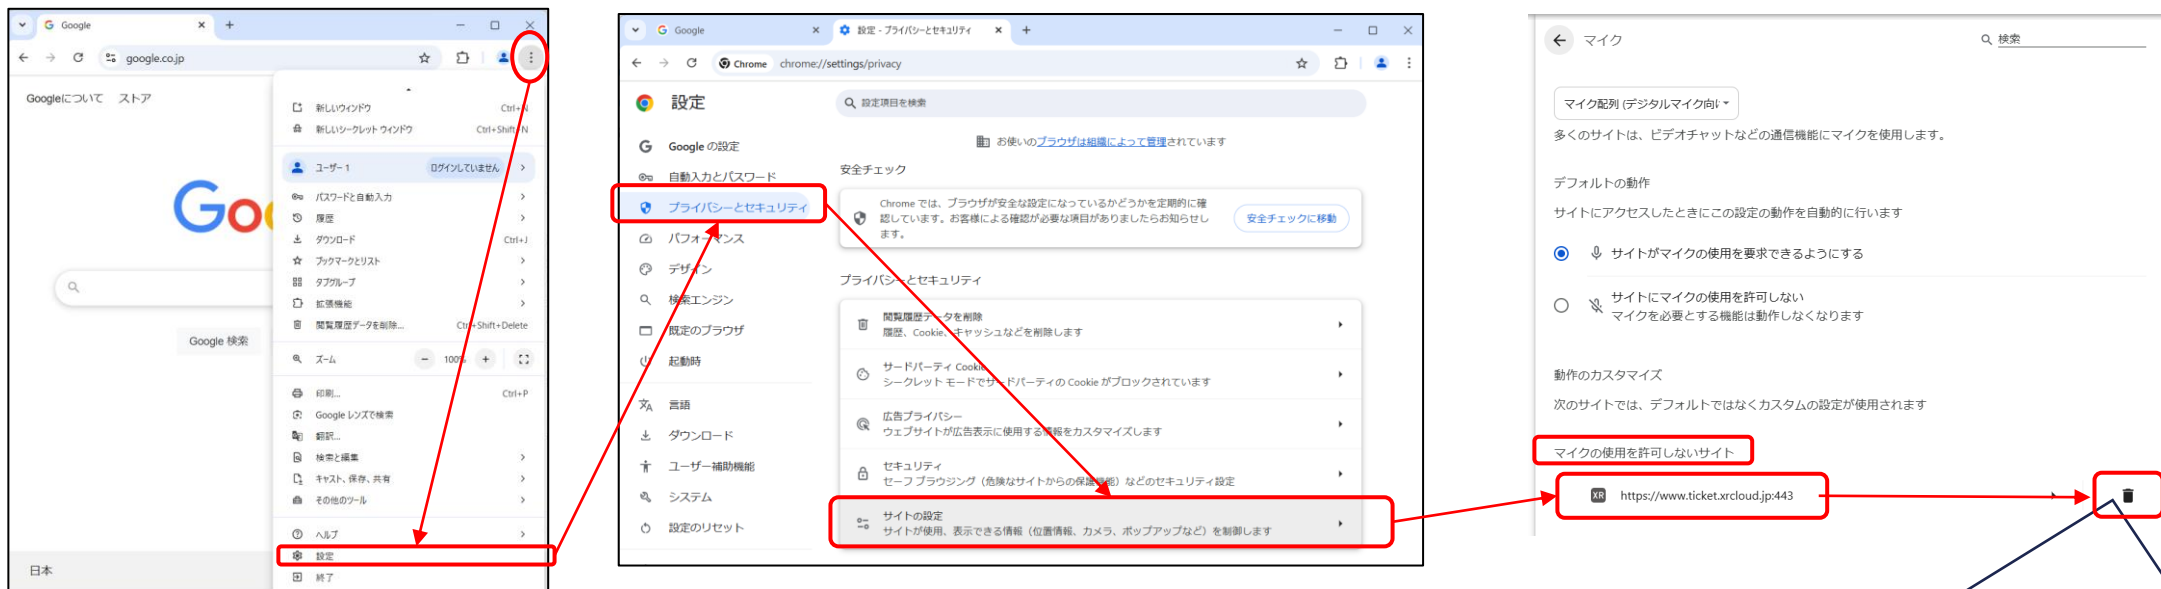 Google
google.co.jp
Googleについて ストア
Goo
Google 検索
日本
新しいウィンドウ Ctrl+N
新しいシークレット ウィンドウ Ctrl+Shift+N
ユーザー 1 ログインしていません
パスワードと自動入力
履歴
ダウンロード Ctrl+J
ブックマークとリスト
タブグループ
拡張機能
閲覧履歴データを削除... Ctrl+Shift+Delete
ズーム - 100% +
印刷... Ctrl+P
Google レンズで検索
翻訳...
検索と編集
キャスト、保存、共有
その他のツール
ヘルプ
設定
終了
Google
設定 - プライバシーとセキュリティ
Chrome chrome://settings/privacy
設定
設定項目を検索
Google の設定
自動入力とパスワード
プライバシーとセキュリティ
パフォーマンス
デザイン
検索エンジン
既定のブラウザ
起動時
言語
ダウンロード
ユーザー補助機能
システム
設定のリセット
お使いのブラウザは組織によって管理されています
安全チェック
Chrome では、ブラウザが安全な設定になっているかどうかを定期的に確
認しています。お客様による確認が必要な項目がありましたらお知らせし
ます。
安全チェックに移動
プライバシーとセキュリティ
閲覧履歴データを削除
履歴、Cookie、キャッシュなどを削除します
サードパーティ Cookie
シークレット モードでサードパーティの Cookie がブロックされています
広告プライバシー
ウェブサイトが広告表示に使用する情報をカスタマイズします
セキュリティ
セーフ ブラウジング（危険なサイトからの保護機能）などのセキュリティ設定
サイトの設定
サイトが使用、表示できる情報（位置情報、カメラ、ポップアップなど）を制御します
マイク
検索
マイク配列 (デジタルマイク向け
多くのサイトは、ビデオチャットなどの通信機能にマイクを使用します。
デフォルトの動作
サイトにアクセスしたときにこの設定の動作を自動的に行います
サイトがマイクの使用を要求できるようにする
サイトにマイクの使用を許可しない
マイクを必要とする機能は動作しなくなります
動作のカスタマイズ
次のサイトでは、デフォルトではなくカスタムの設定が使用されます
マイクの使用を許可しないサイト
XR https://www.ticket.xrcloud.jp:443